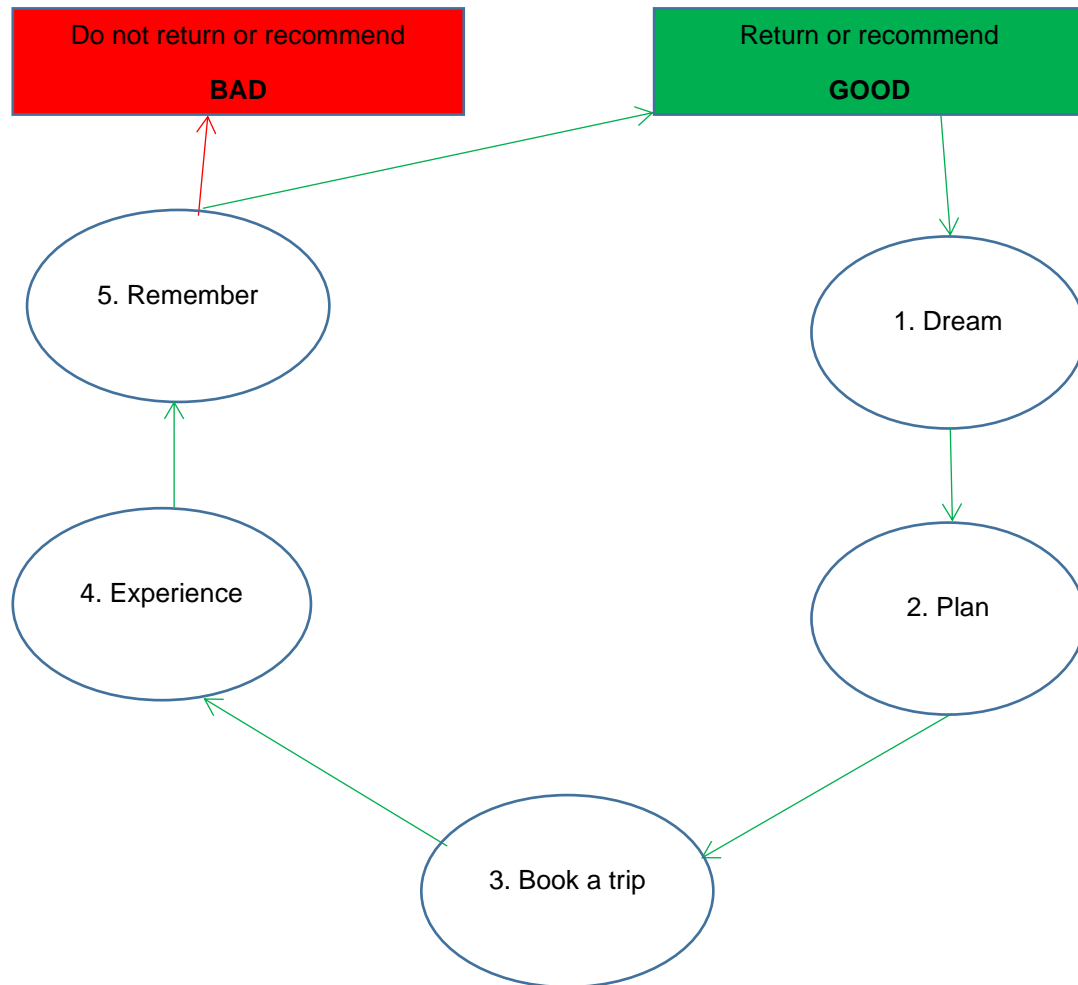 Do not return or recommend
BAD
Return or recommend
GOOD
5. Remember
1. Dream
4. Experience
2. Plan
3. Book a trip